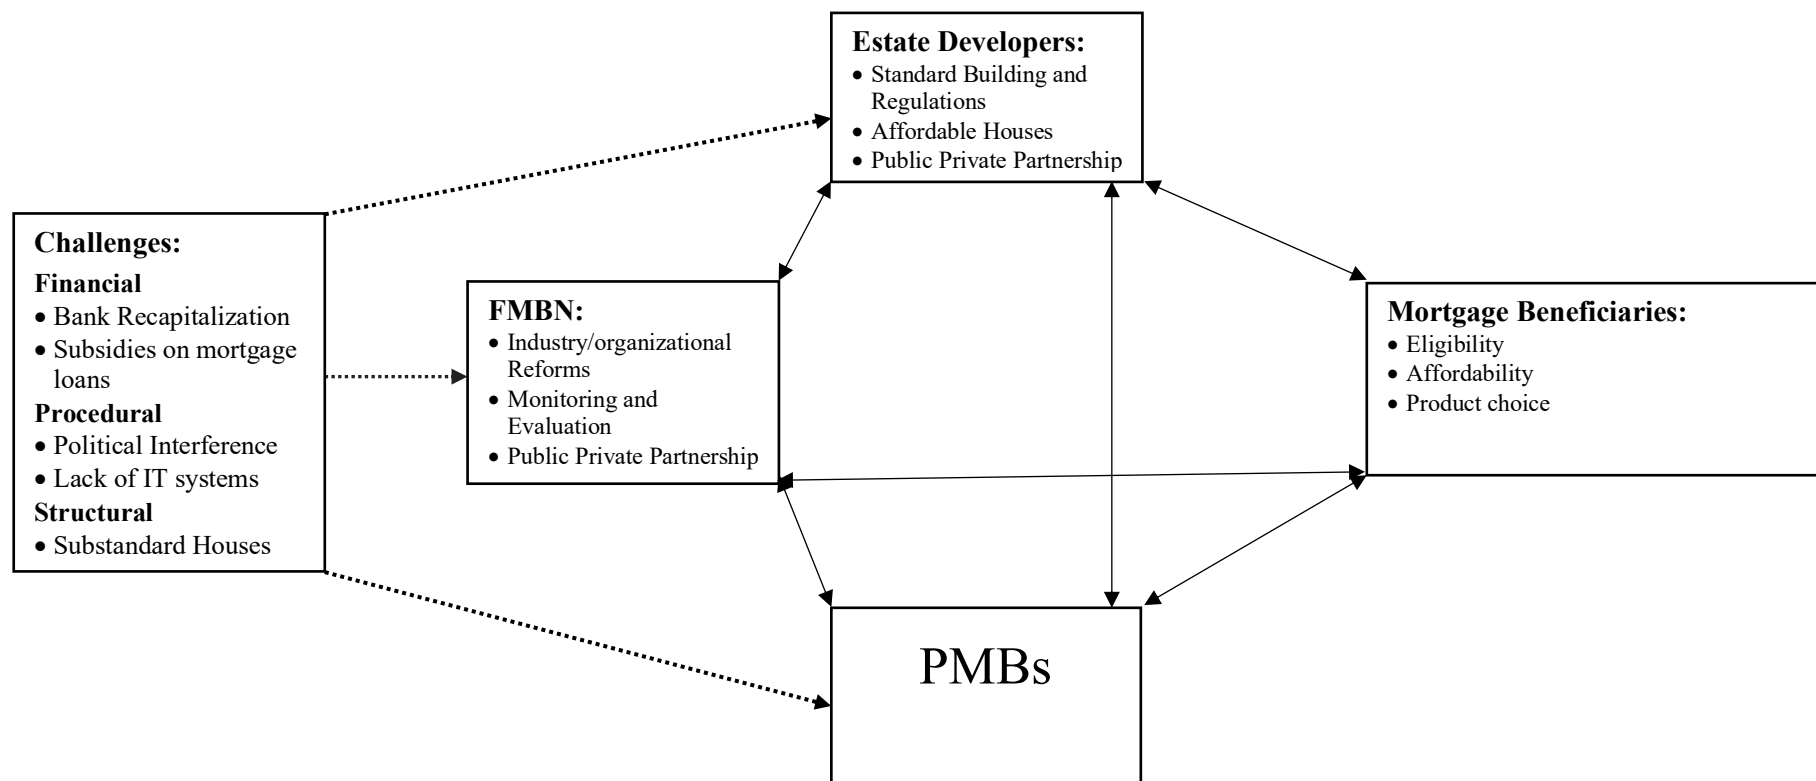 Estate Developers:
• Standard Building and
Regulations
• Affordable Houses
• Public Private Partnership
Challenges:
Financial
• Bank Recapitalization
• Subsidies on mortgage
loans
Procedural
• Political Interference
• Lack of IT systems
Structural
• Substandard Houses
FMBN:
• Industry/organizational
Reforms
• Monitoring and
Evaluation
• Public Private Partnership
Mortgage Beneficiaries:
• Eligibility
• Affordability
• Product choice
PMBs